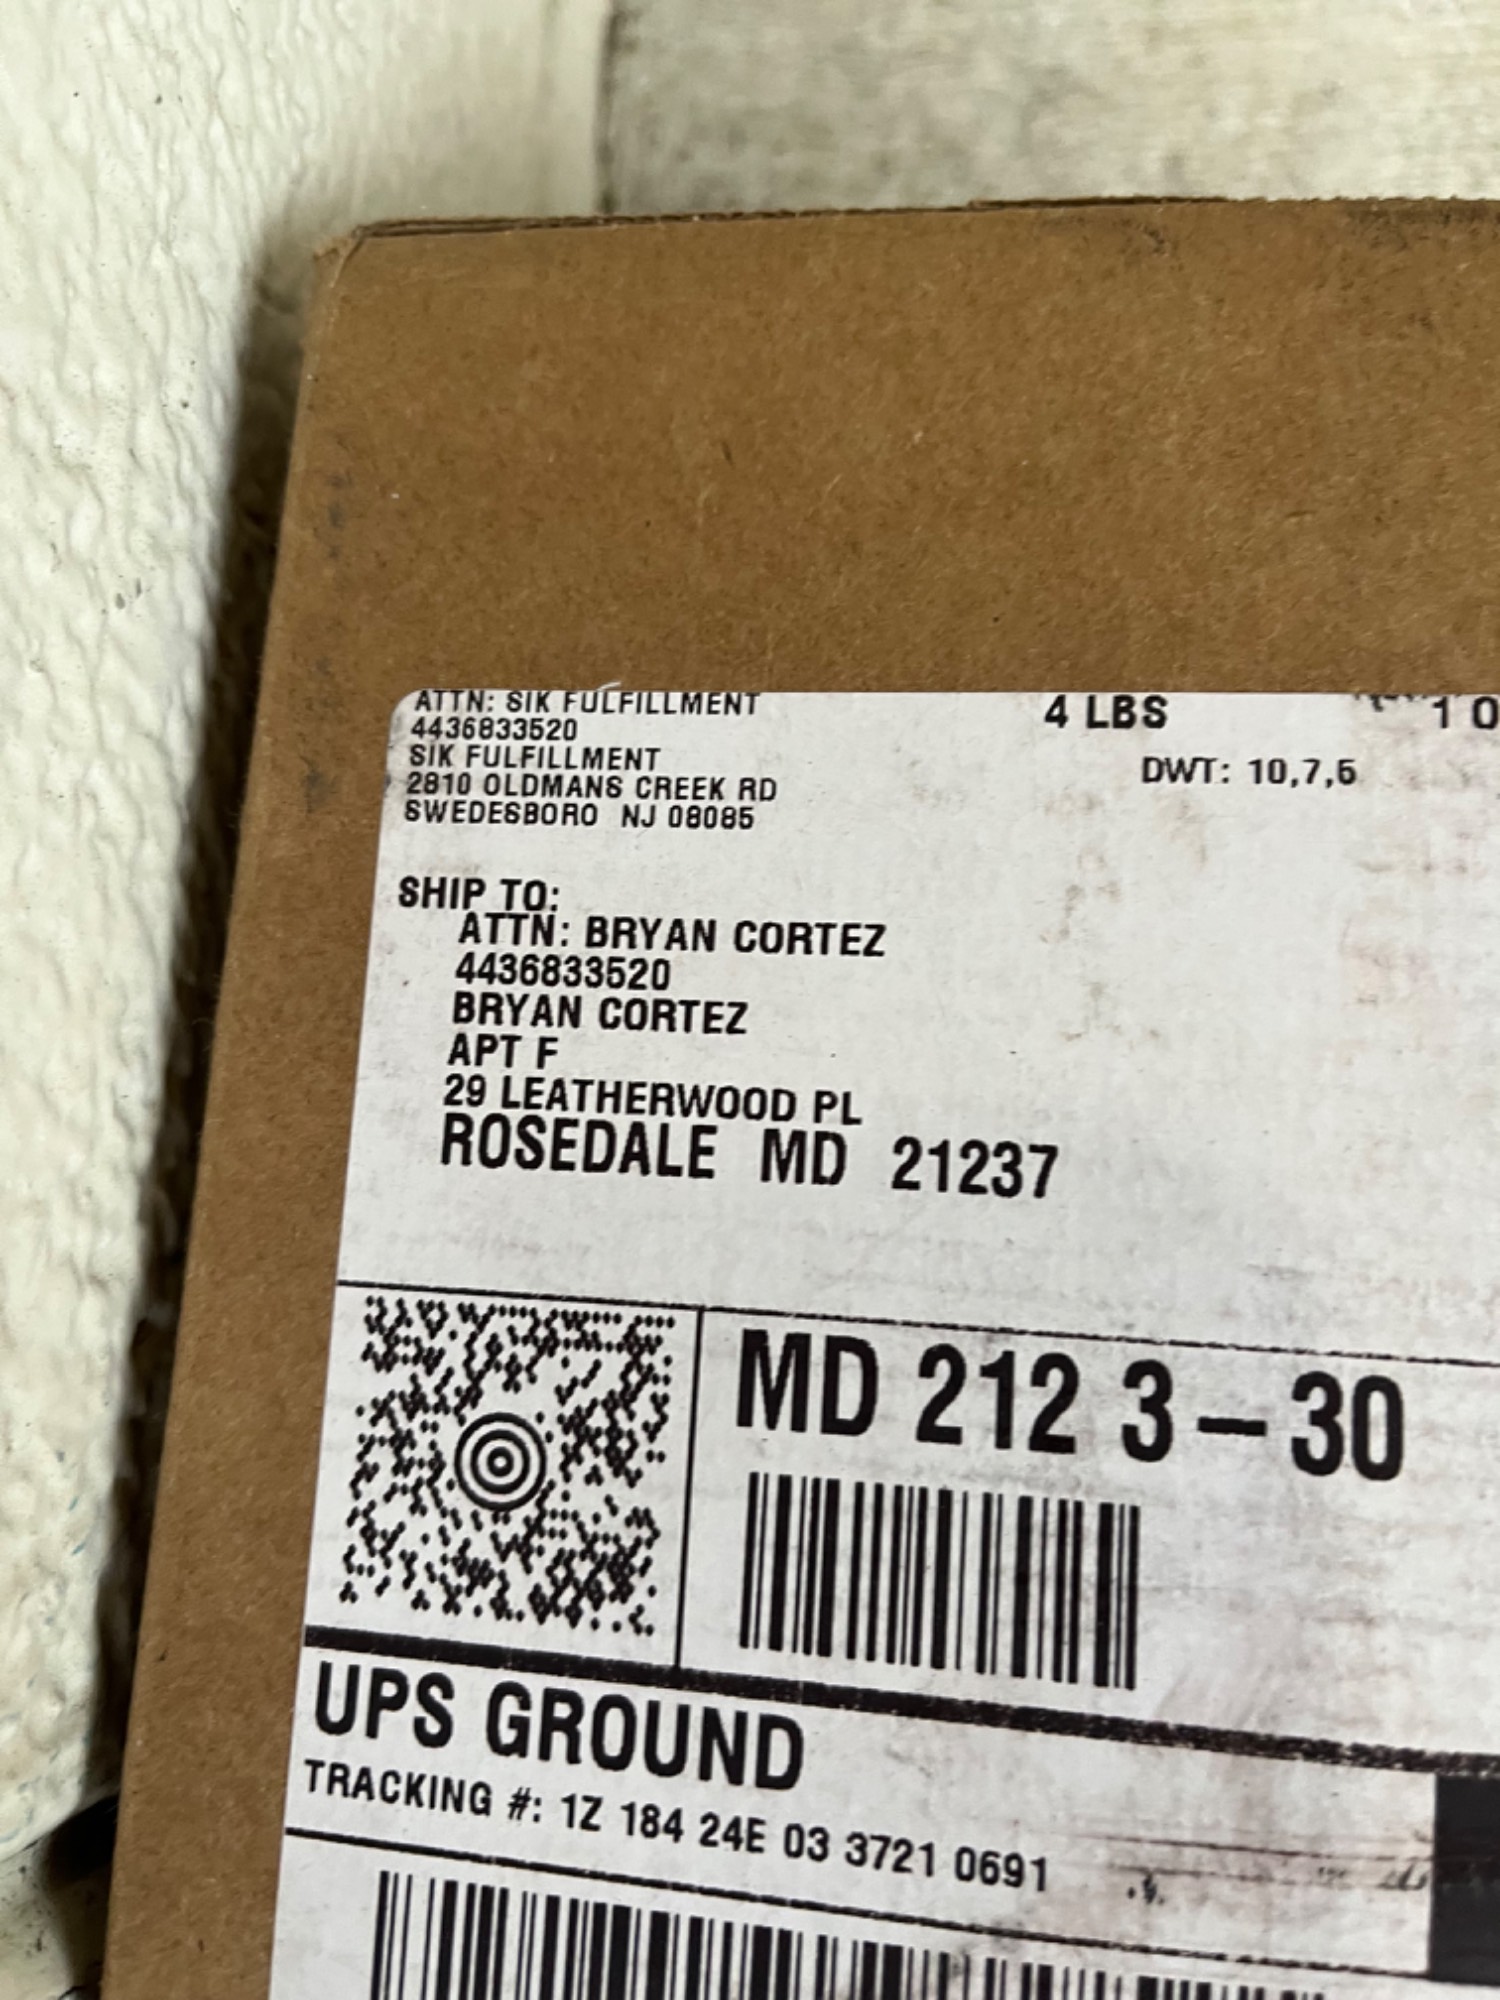 ATTN: SIK FULFILLMENT
4436833520
SIK FULFILLMENT
2810 OLDMANS CREEK RD
SWEDESBORO NJ 08085
4 LBS
1 O
DWT: 10,7,5
SHIP TO:
ATTN: BRYAN CORTEZ
4436833520
BRYAN CORTEZ
APT F
29 LEATHERWOOD PL
ROSEDALE MD 21237
MD 212 3-30
UPS GROUND
TRACKING #: 1Z 184 24E 03 3721 0691